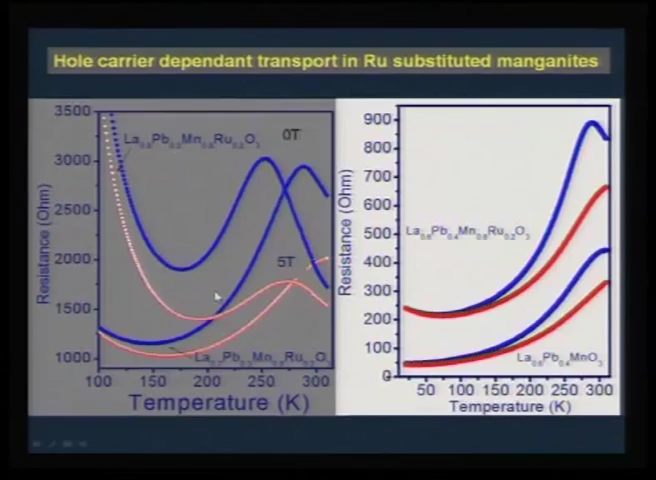 Hole carrier dependant transport in Ru substituted manganites
3500
3000
2500
2000
1500
1000
Resistance (Ohm)
0T
5T
100 150 200 250 300
Temperature (K)
900
800
700
600
500
400
300
200
100
0
Resistance (Ohm)
La0.6Pb0.4Mn0.8Ru0.2O3
La0.6Pb0.4MnO3
50 100 150 200 250 300
Temperature (K)